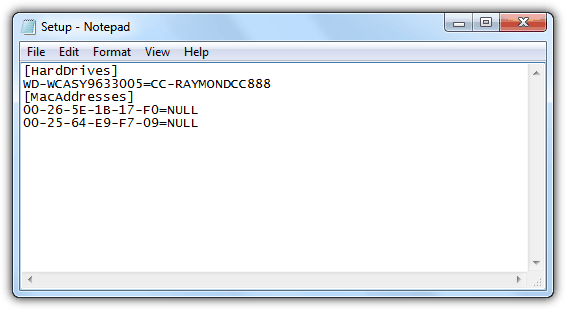 Setup - Notepad
File Edit Format View Help
[HardDrives]
WD-WCASY9633005=CC-RAYMONDCC888
[MacAddresses]
00-26-5E-1B-17-F0=NULL
00-25-64-E9-F7-09=NULL